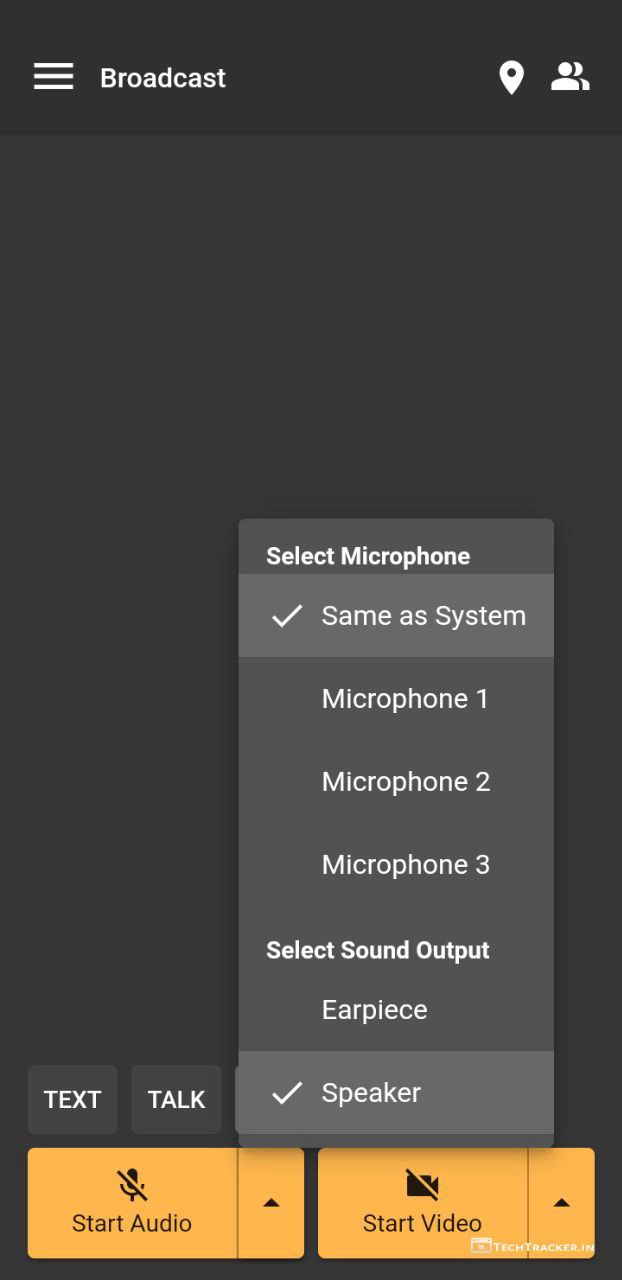 Broadcast
Select Microphone
Same as System
Microphone 1
Microphone 2
Microphone 3
Select Sound Output
Earpiece
Speaker
TEXT
TALK
Start Audio
Start Video
TECHTRACKER.IN